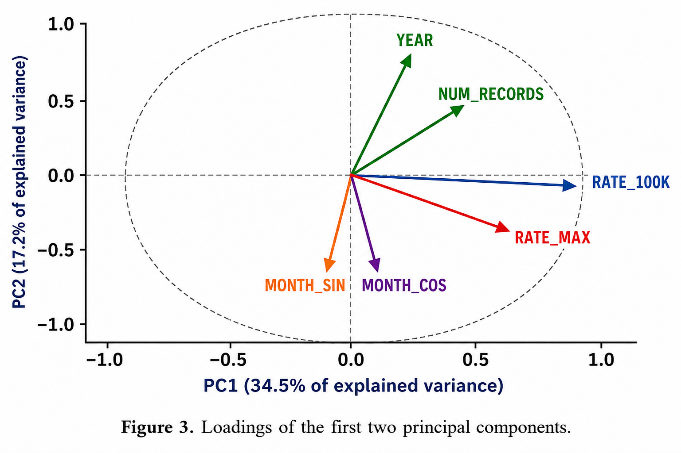 1.0
0.5
0.0
−0.5
−1.0
PC2 (17.2% of explained variance)
YEAR
NUM_RECORDS
RATE_100K
RATE_MAX
MONTH_SIN
MONTH_COS
−1.0
−0.5
0.0
0.5
1.0
PC1 (34.5% of explained variance)
Figure 3. Loadings of the first two principal components.